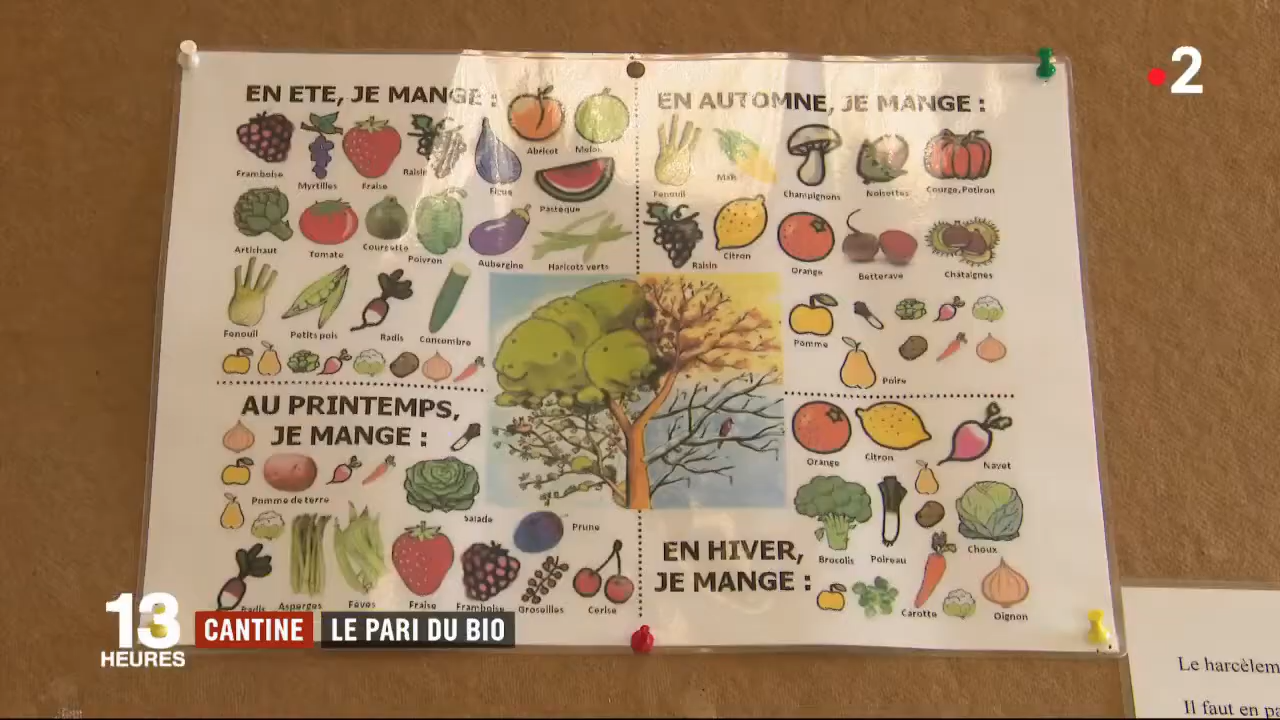 2
EN ETE, JE MANGE :
Abricot
Melon
Framboise
Myrtilles
Fraise
Raisin
Figue
Pastèque
Artichaut
Tomate
Courgette
Poivron
Aubergine
Haricots verts
Fenouil
Petits pois
Radis
Concombre
EN AUTOMNE, JE MANGE :
Fenouil
Maïs
Champignons
Noisettes
Courge, Potiron
Raisin
Citron
Orange
Betterave
Châtaignes
Pomme
Poire
AU PRINTEMPS,
JE MANGE :
Pomme de terre
Salade
Prune
Radis
Asperges
Fèves
Fraise
Framboise
Groseilles
Cerise
EN HIVER,
JE MANGE :
Orange
Citron
Navet
Brocolis
Poireau
Choux
Carotte
Oignon
13
HEURES
CANTINE LE PARI DU BIO
Le
Il faut en